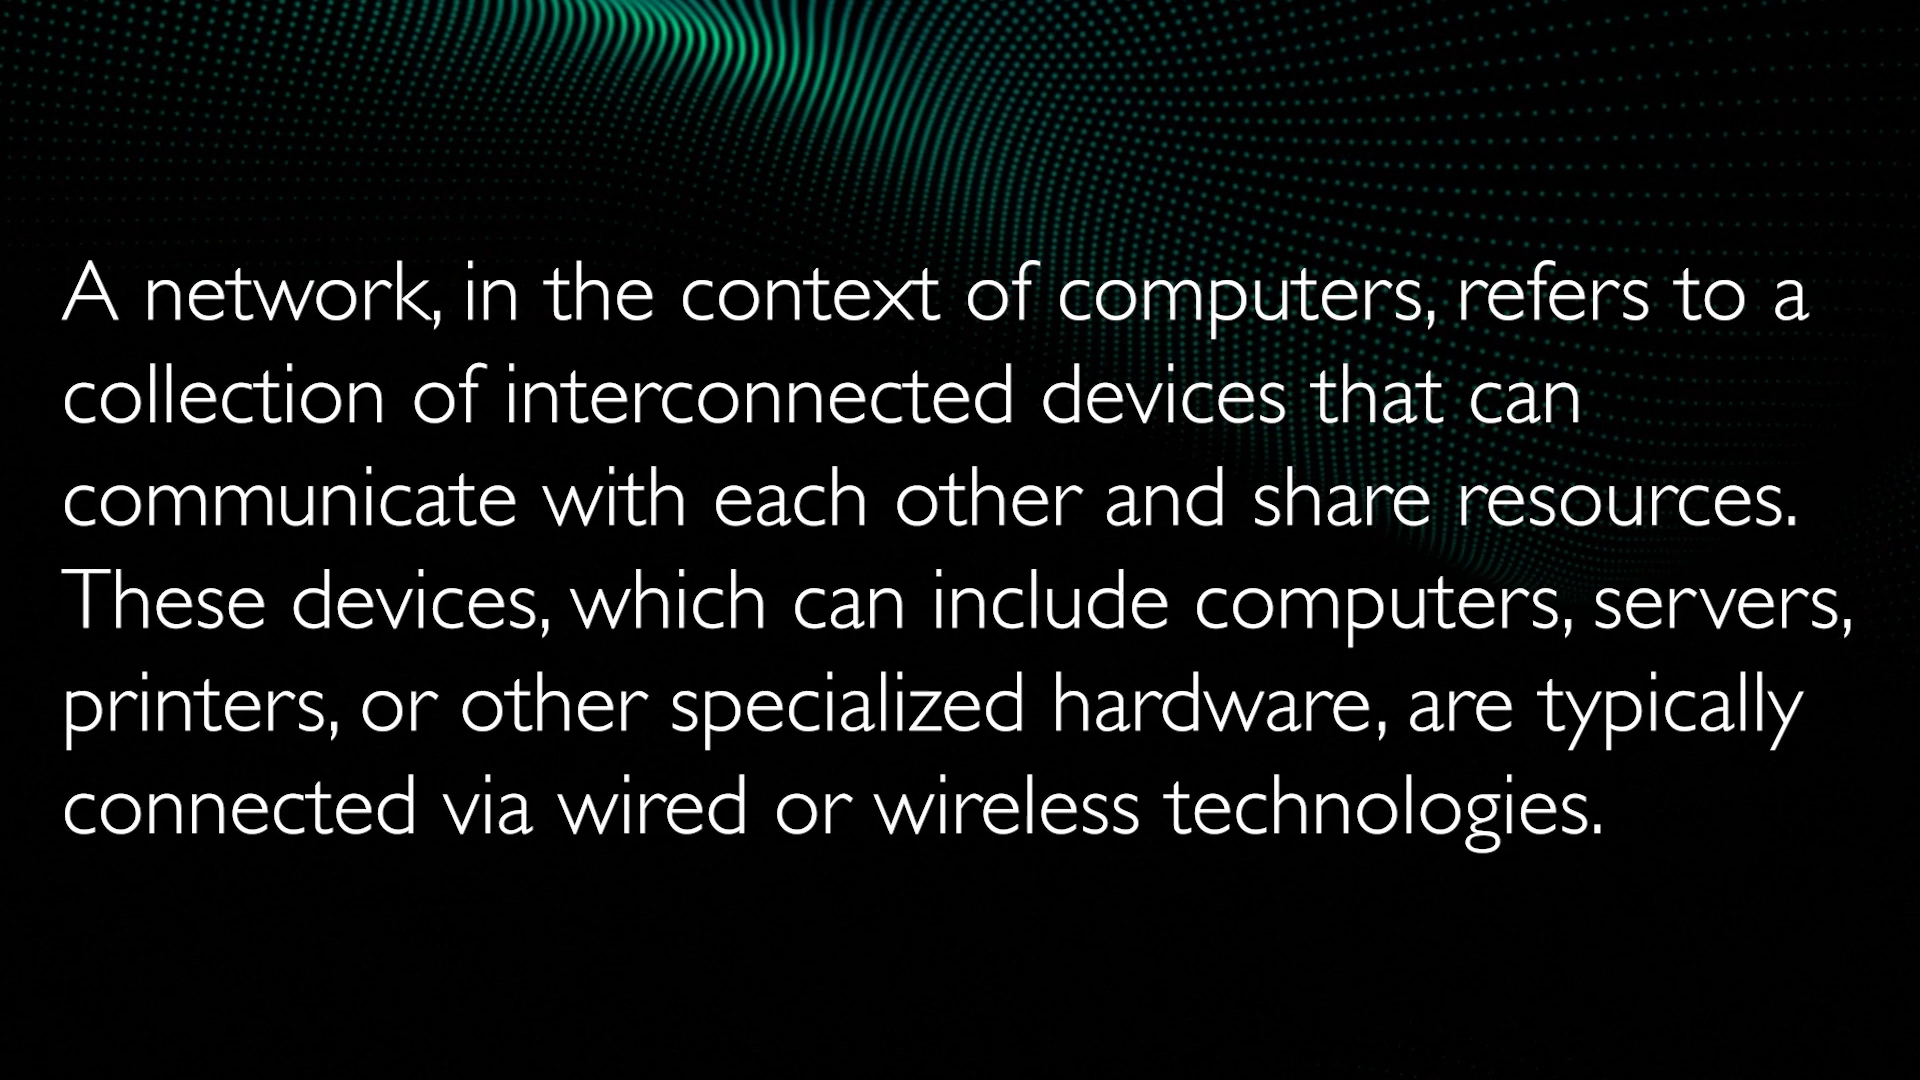 A network, in the context of computers, refers to a
collection of interconnected devices that can
communicate with each other and share resources.
These devices, which can include computers, servers,
printers, or other specialized hardware, are typically
connected via wired or wireless technologies.